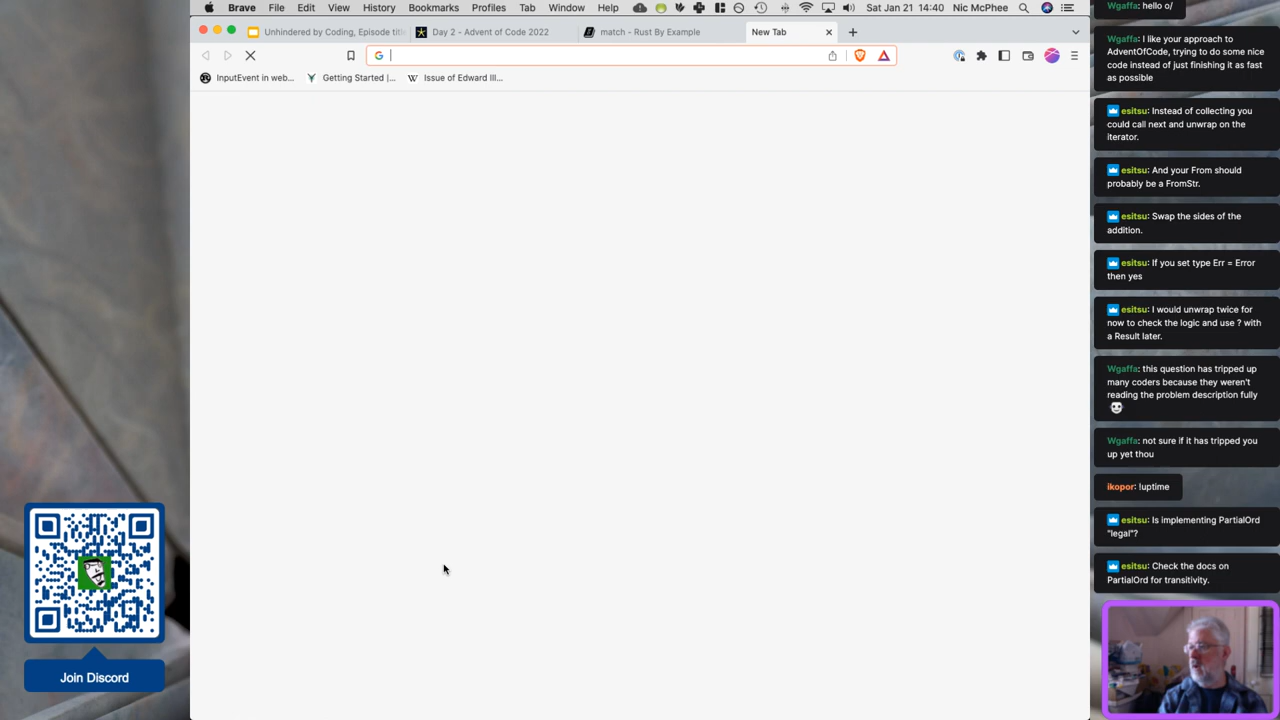 Brave File Edit View History Bookmarks Profiles Tab Window Help Sat Jan 21 14:40 Nic McPhee
Unhindered by Coding, Episode titl
Day 2 - Advent of Code 2022
match - Rust By Example
New Tab
InputEvent in web...
Getting Started |...
Issue of Edward III...
Wgaffa: hello o/
Wgaffa: I like your approach to
AdventOfCode, trying to do some nice
code instead of just finishing it as fast
as possible
esitsu: Instead of collecting you
could call next and unwrap on the
iterator.
esitsu: And your From should
probably be a FromStr.
esitsu: Swap the sides of the
addition.
esitsu: If you set type Err = Error
then yes
esitsu: I would unwrap twice for
now to check the logic and use ? with
a Result later.
Wgaffa: this question has tripped up
many coders because they weren't
reading the problem description fully
Wgaffa: not sure if it has tripped you
up yet thou
ikopor: !uptime
esitsu: Is implementing PartialOrd
"legal"?
esitsu: Check the docs on
PartialOrd for transitivity.
Join Discord